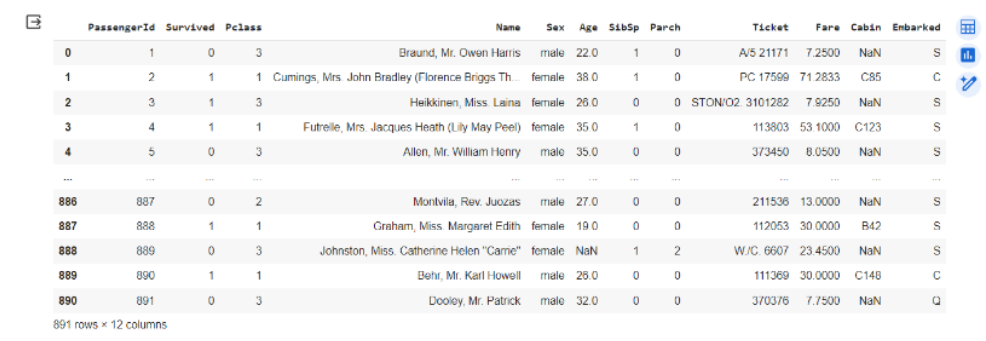 PassengerId Survived Pclass Name Sex Age SibSp Parch Ticket Fare Cabin Embarked
0 1 0 3 Braund, Mr. Owen Harris male 22.0 1 0 A/5 21171 7.2500 NaN S
1 2 1 1 Cumings, Mrs. John Bradley (Florence Briggs Th... female 38.0 1 0 PC 17599 71.2833 C85 C
2 3 1 3 Heikkinen, Miss. Laina female 26.0 0 0 STON/O2. 3101282 7.9250 NaN S
3 4 1 1 Futrelle, Mrs. Jacques Heath (Lily May Peel) female 35.0 1 0 113803 53.1000 C123 S
4 5 0 3 Allen, Mr. William Henry male 35.0 0 0 373450 8.0500 NaN S
... ... ... ... ... ... ... ... ... ... ... ... ...
886 887 0 2 Montvila, Rev. Juozas male 27.0 0 0 211536 13.0000 NaN S
887 888 1 1 Graham, Miss. Margaret Edith female 19.0 0 0 112053 30.0000 B42 S
888 889 0 3 Johnston, Miss. Catherine Helen "Carrie" female NaN 1 2 W./C. 6607 23.4500 NaN S
889 890 1 1 Behr, Mr. Karl Howell male 26.0 0 0 111369 30.0000 C148 C
890 891 0 3 Dooley, Mr. Patrick male 32.0 0 0 370376 7.7500 NaN Q
891 rows × 12 columns